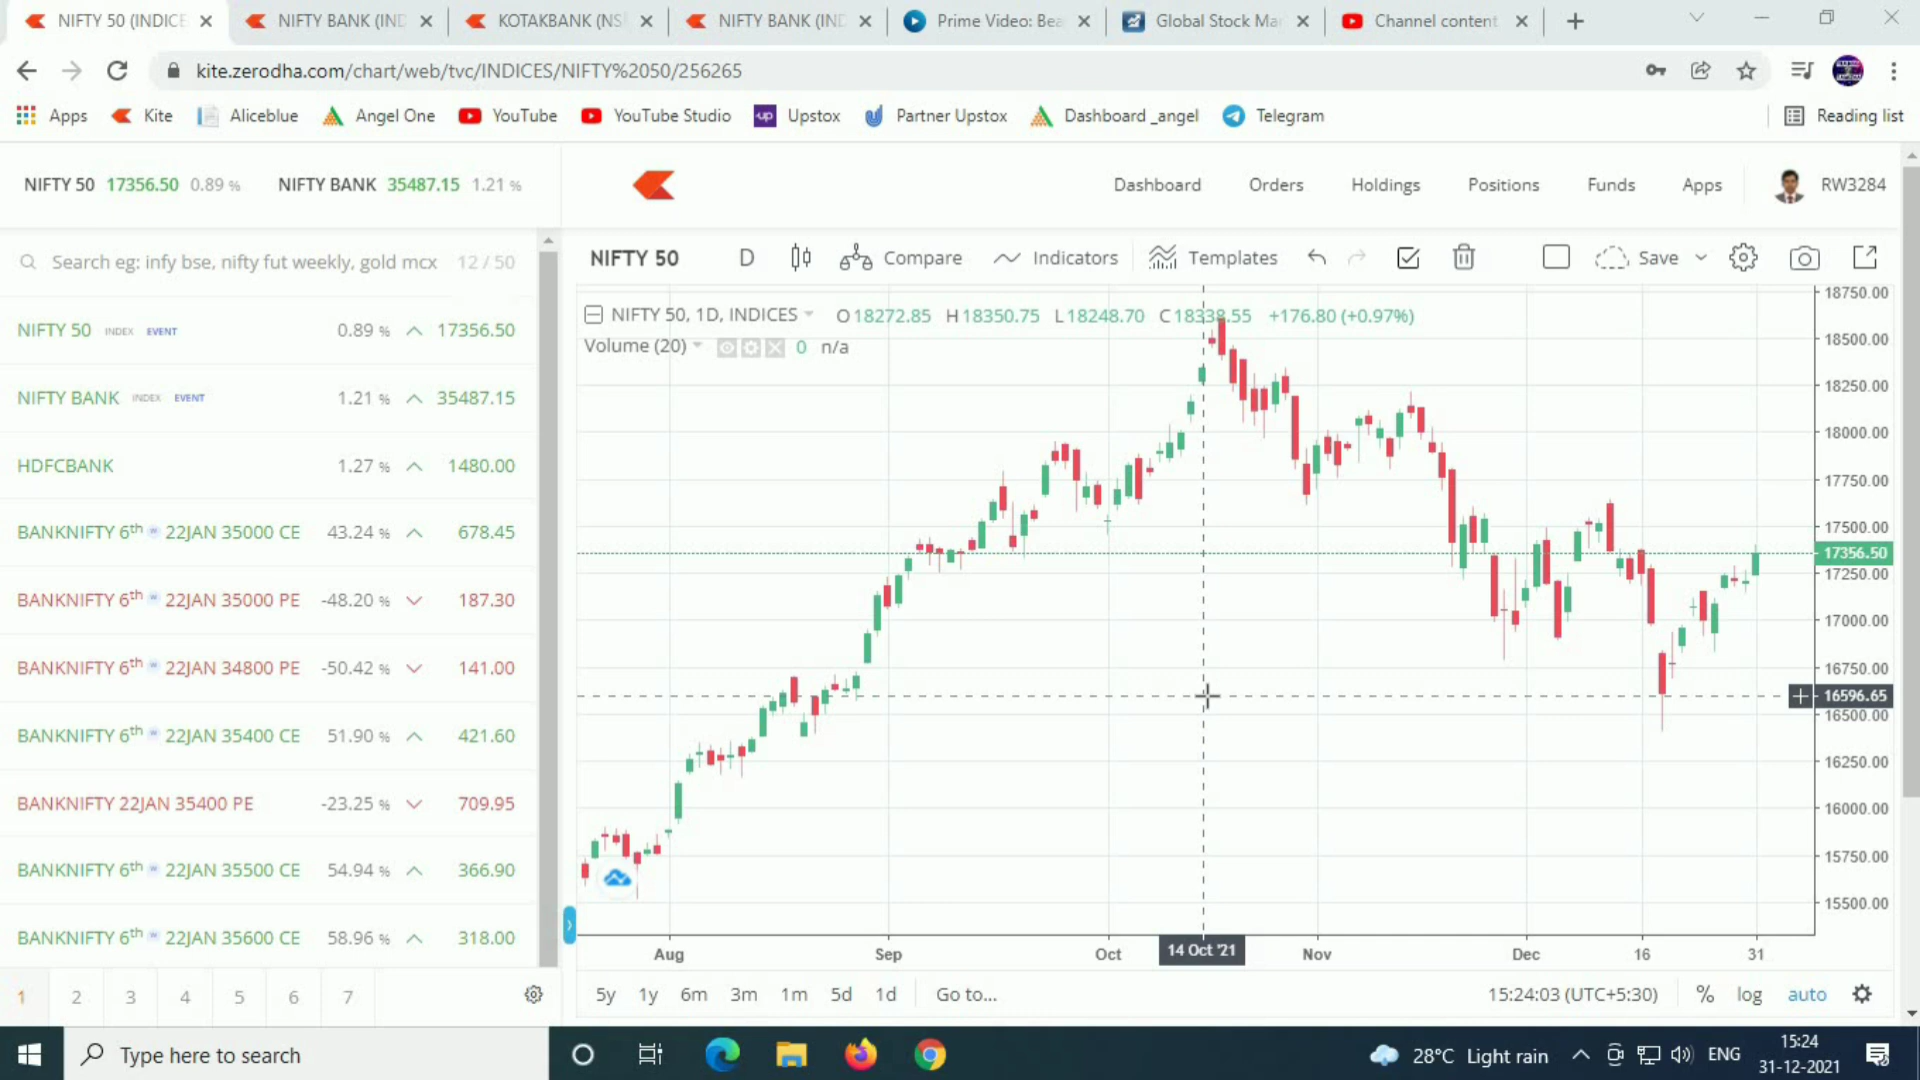 NIFTY 50 (INDICE
NIFTY BANK (IND
KOTAKBANK (NS
NIFTY BANK (IND
Prime Video: Bea
Global Stock Mar
Channel content
kite.zerodha.com/chart/web/tvc/INDICES/NIFTY%2050/256265
Apps Kite Aliceblue Angel One YouTube YouTube Studio Upstox Partner Upstox Dashboard _angel Telegram Reading list
NIFTY 50 17356.50 0.89 % NIFTY BANK 35487.15 1.21 %
Dashboard Orders Holdings Positions Funds Apps RW3284
Search eg: infy bse, nifty fut weekly, gold mcx 12 / 50
NIFTY 50 INDEX EVENT 0.89 % 17356.50
NIFTY BANK INDEX EVENT 1.21 % 35487.15
HDFCBANK 1.27 % 1480.00
BANKNIFTY 6th 22JAN 35000 CE 43.24 % 678.45
BANKNIFTY 6th 22JAN 35000 PE -48.20 % 187.30
BANKNIFTY 6th 22JAN 34800 PE -50.42 % 141.00
BANKNIFTY 6th 22JAN 35400 CE 51.90 % 421.60
BANKNIFTY 22JAN 35400 PE -23.25 % 709.95
BANKNIFTY 6th 22JAN 35500 CE 54.94 % 366.90
BANKNIFTY 6th 22JAN 35600 CE 58.96 % 318.00
1 2 3 4 5 6 7
NIFTY 50 D Compare Indicators Templates Save
NIFTY 50, 1D, INDICES O18272.85 H18350.75 L18248.70 C18338.55 +176.80 (+0.97%)
Volume (20) 0 n/a
18750.00
18500.00
18250.00
18000.00
17750.00
17500.00
17356.50
17250.00
17000.00
16750.00
16596.65
16500.00
16250.00
16000.00
15750.00
15500.00
Aug Sep Oct 14 Oct '21 Nov Dec 16 31
5y 1y 6m 3m 1m 5d 1d Go to... 15:24:03 (UTC+5:30) % log auto
Type here to search
28°C Light rain
ENG
15:24
31-12-2021